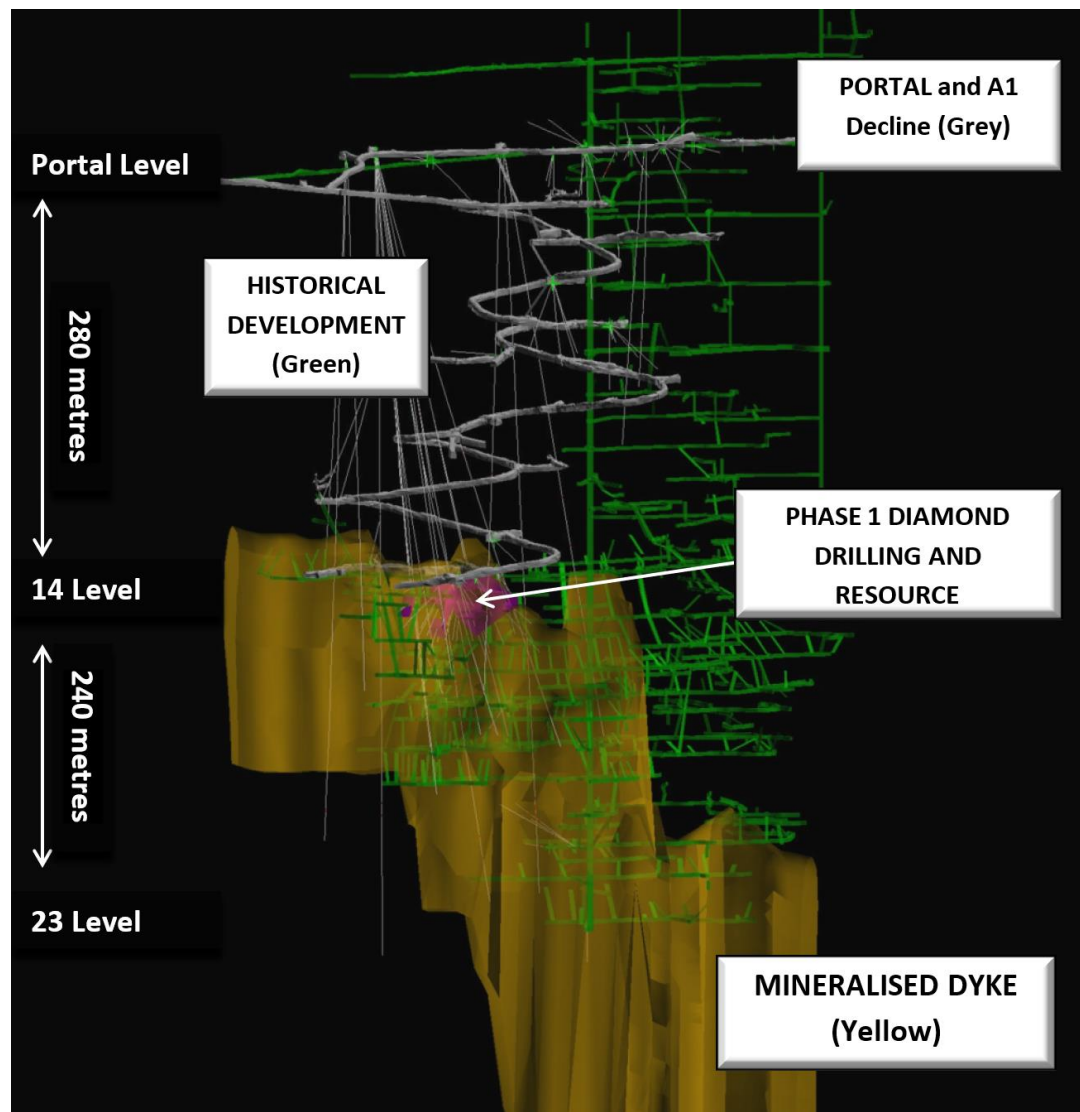 PORTAL and A1
Decline (Grey)
Portal Level
HISTORICAL
DEVELOPMENT
(Green)
280 metres
PHASE 1 DIAMOND
DRILLING AND
RESOURCE
14 Level
240 metres
23 Level
MINERALISED DYKE
(Yellow)